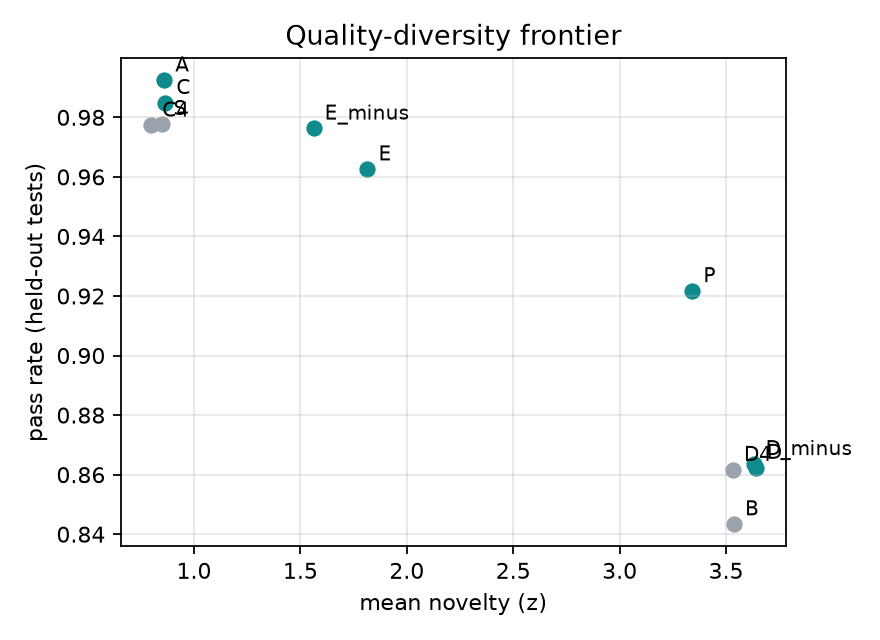 Quality-diversity frontier
A
C
S
C4
E_minus
E
P
D_minus
D4
D
B
0.98
0.96
0.94
0.92
0.90
0.88
0.86
0.84
pass rate (held-out tests)
1.0
1.5
2.0
2.5
3.0
3.5
mean novelty (z)